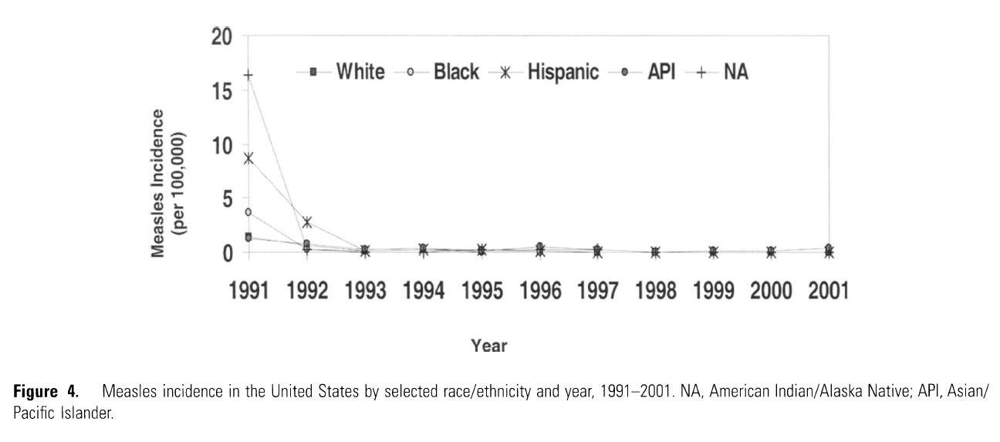 20
White Black Hispanic API NA
15
10
5
0
Measles Incidence
(per 100,000)
1991 1992 1993 1994 1995 1996 1997 1998 1999 2000 2001
Year
Figure 4. Measles incidence in the United States by selected race/ethnicity and year, 1991–2001. NA, American Indian/Alaska Native; API, Asian/
Pacific Islander.